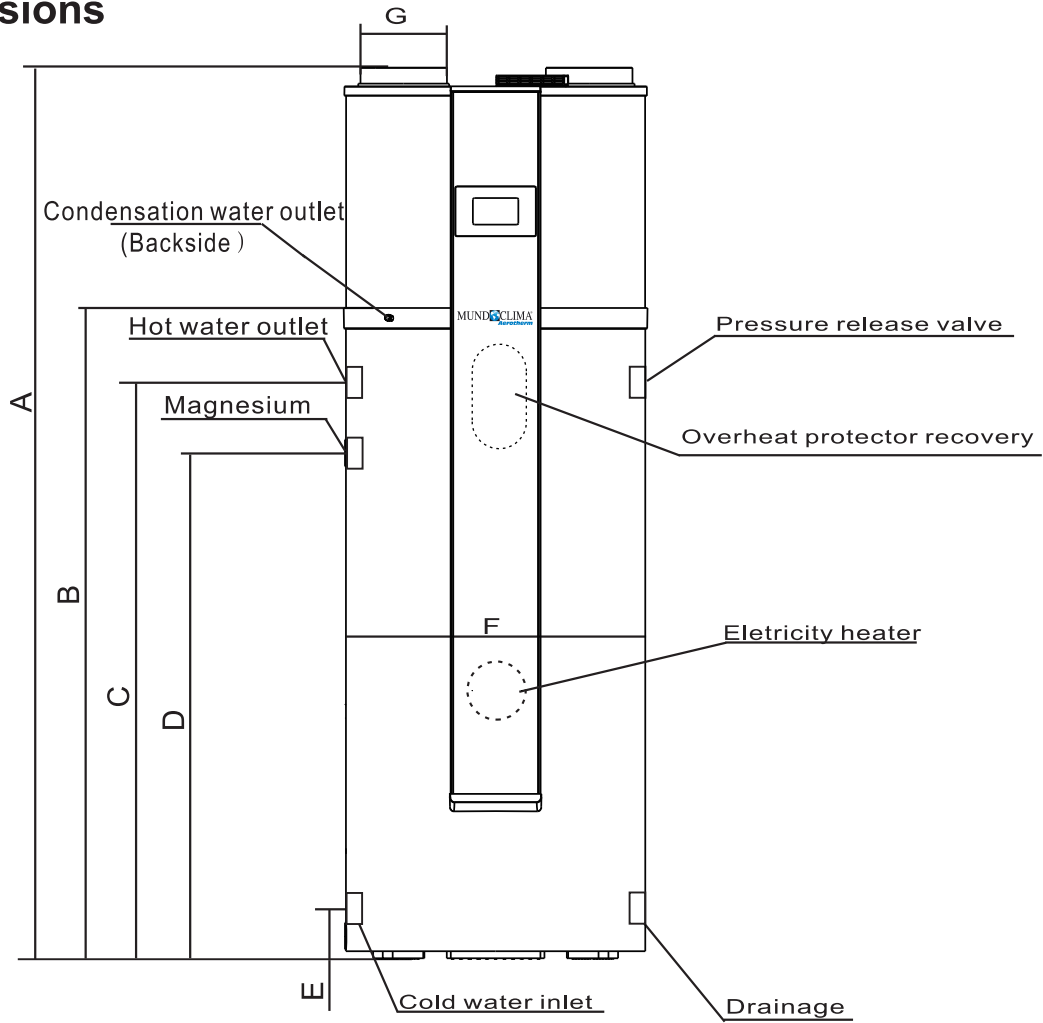 sions
G
Condensation water outlet
(Backside）
MUNDOCLIMA
Aerotherm
Hot water outlet
Pressure release valve
A
Magnesium
Overheat protector recovery
B
F
Eletricity heater
C
D
E
Cold water inlet
Drainage